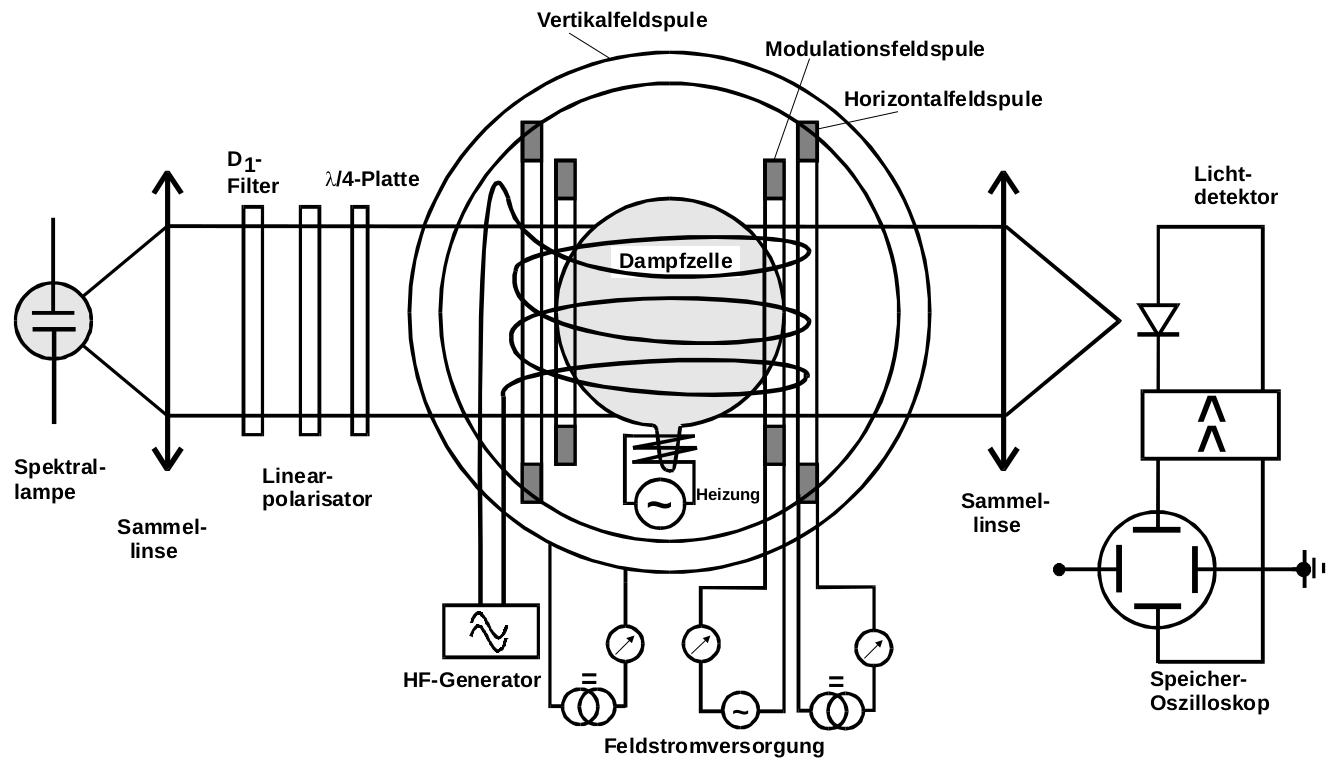 Vertikalfeldspule
Modulationsfeldspule
Horizontalfeldspule
D1-
Filter
λ/4-Platte
Licht-
detektor
Dampfzelle
Spektral-
lampe
Linear-
polarisator
Heizung
~
Sammel-
linse
Sammel-
linse
HF-Generator
=
~
=
Speicher-
Oszilloskop
Feldstromversorgung